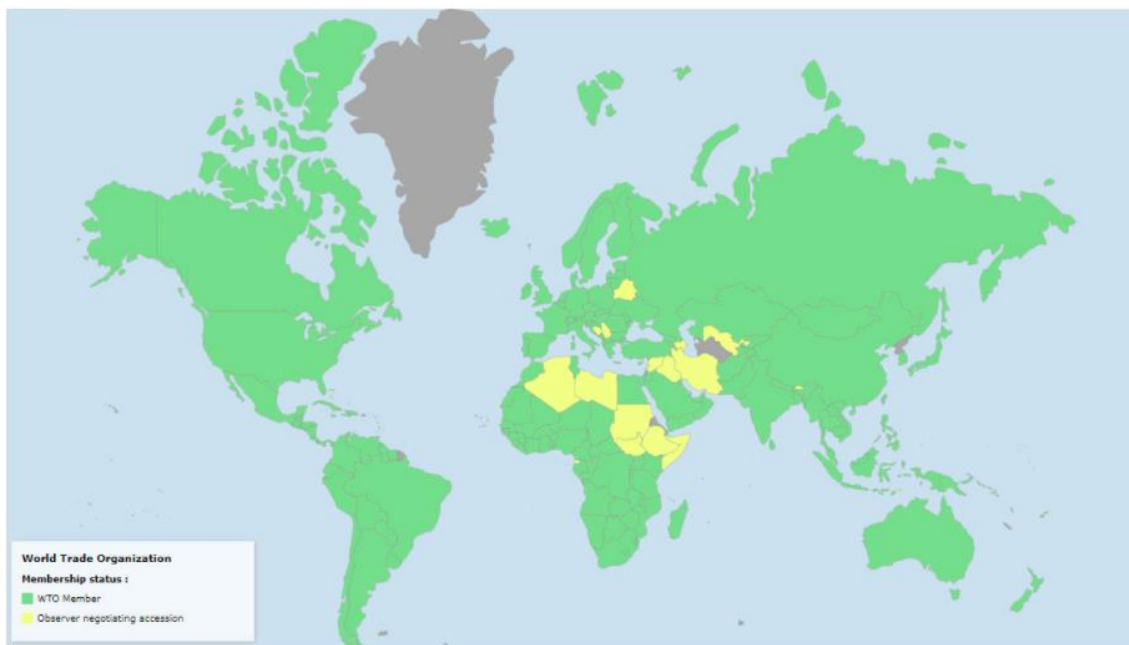 World Trade Organization
Membership status :
WTO Member
Observer negotiating accession